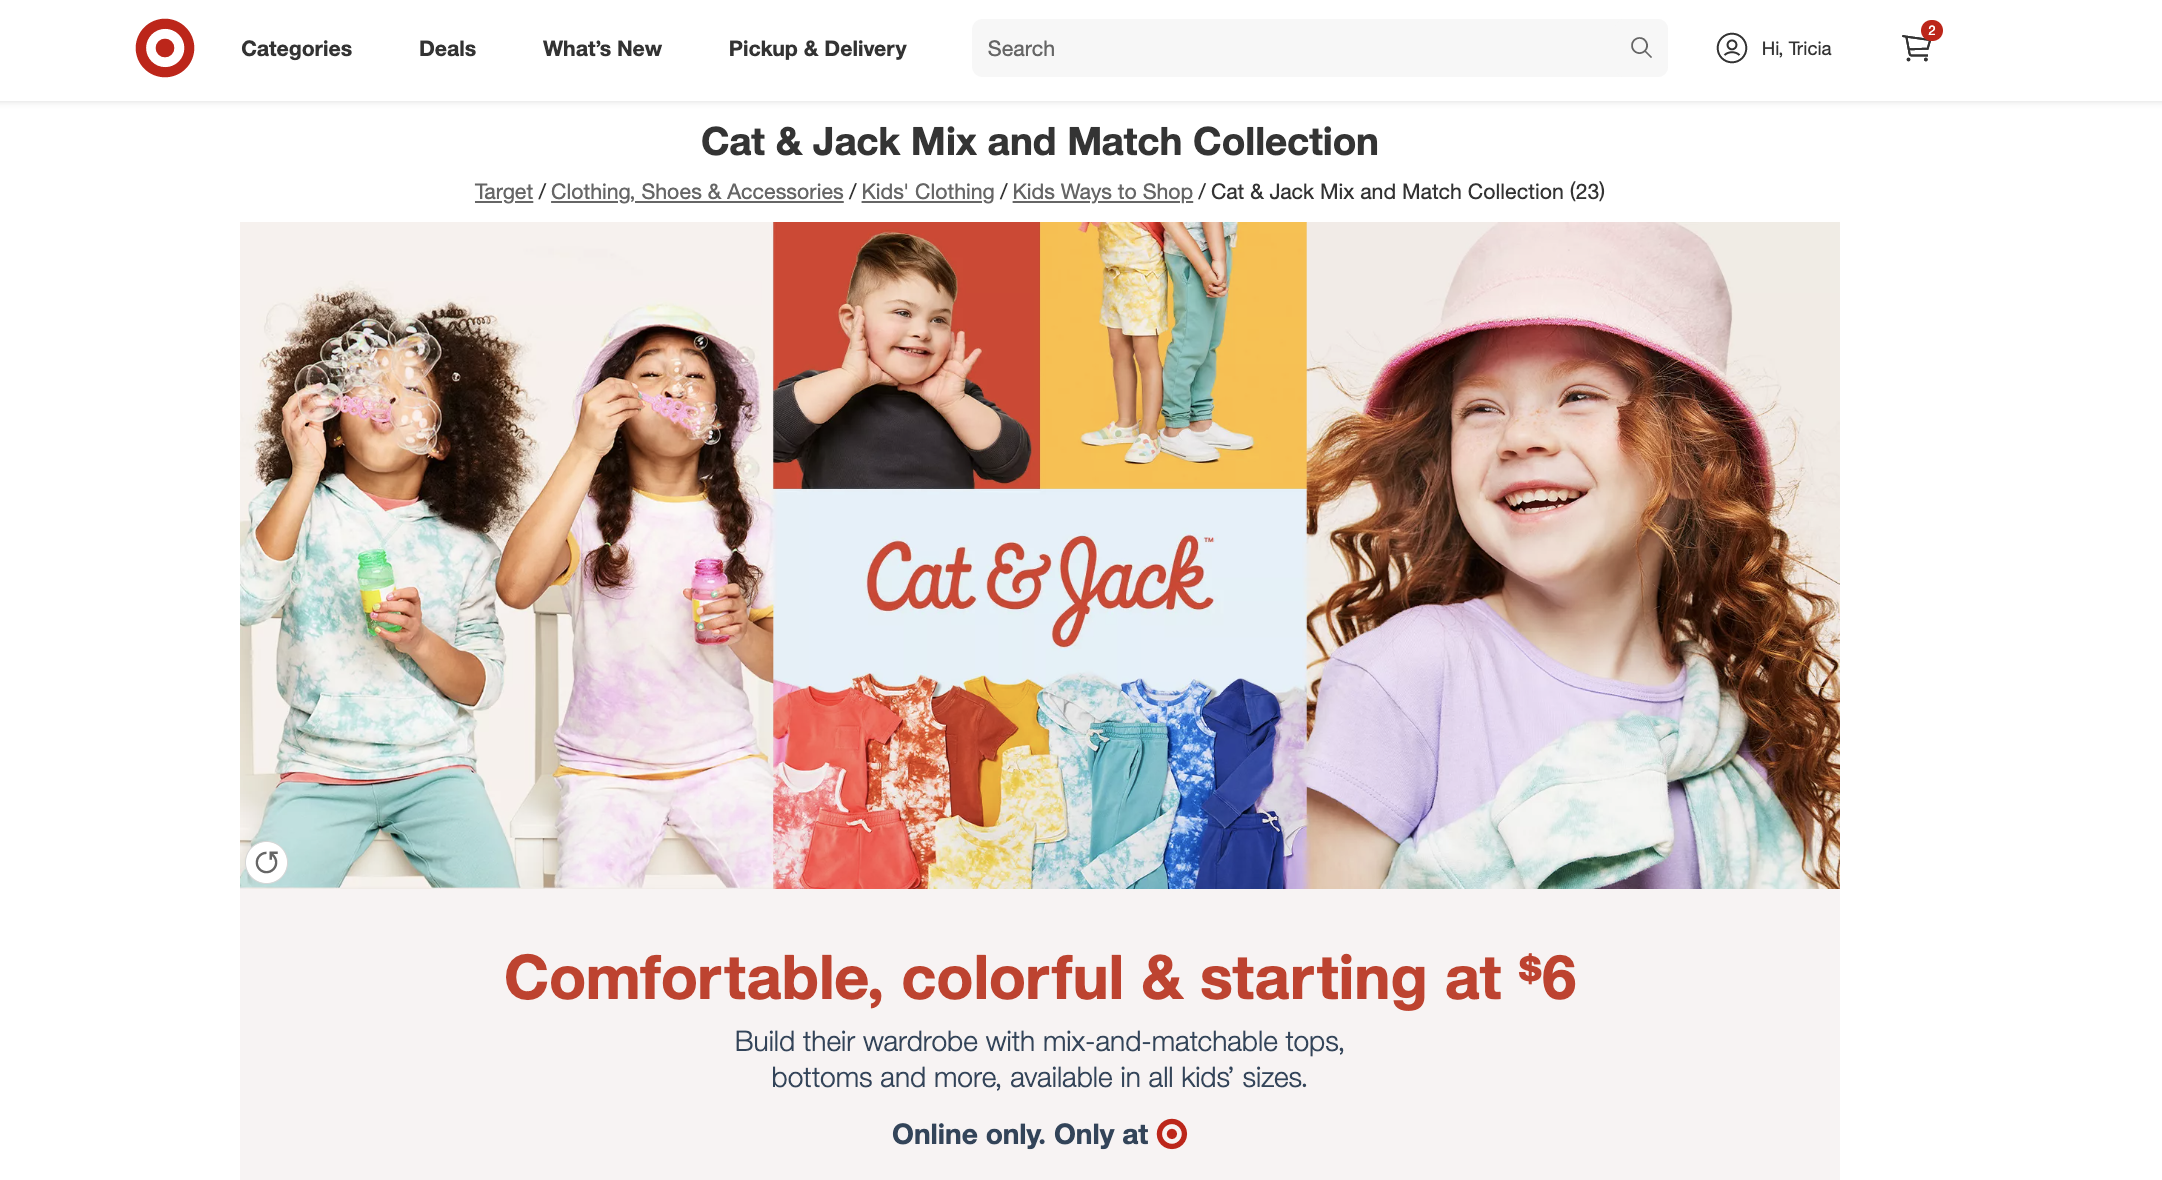 Categories Deals What's New Pickup & Delivery Search Hi, Tricia 2
Cat & Jack Mix and Match Collection
Target / Clothing, Shoes & Accessories / Kids' Clothing / Kids Ways to Shop / Cat & Jack Mix and Match Collection (23)
Cat & Jack™
Comfortable, colorful & starting at $6
Build their wardrobe with mix-and-matchable tops,
bottoms and more, available in all kids' sizes.
Online only. Only at